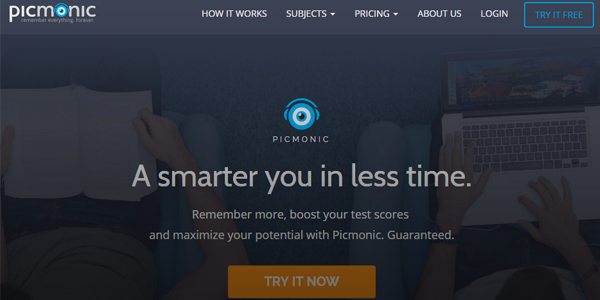 picmonic
remember everything, forever.
HOW IT WORKS SUBJECTS PRICING ABOUT US LOGIN TRY IT FREE
PICMONIC
A smarter you in less time.
Remember more, boost your test scores
and maximize your potential with Picmonic. Guaranteed.
TRY IT NOW